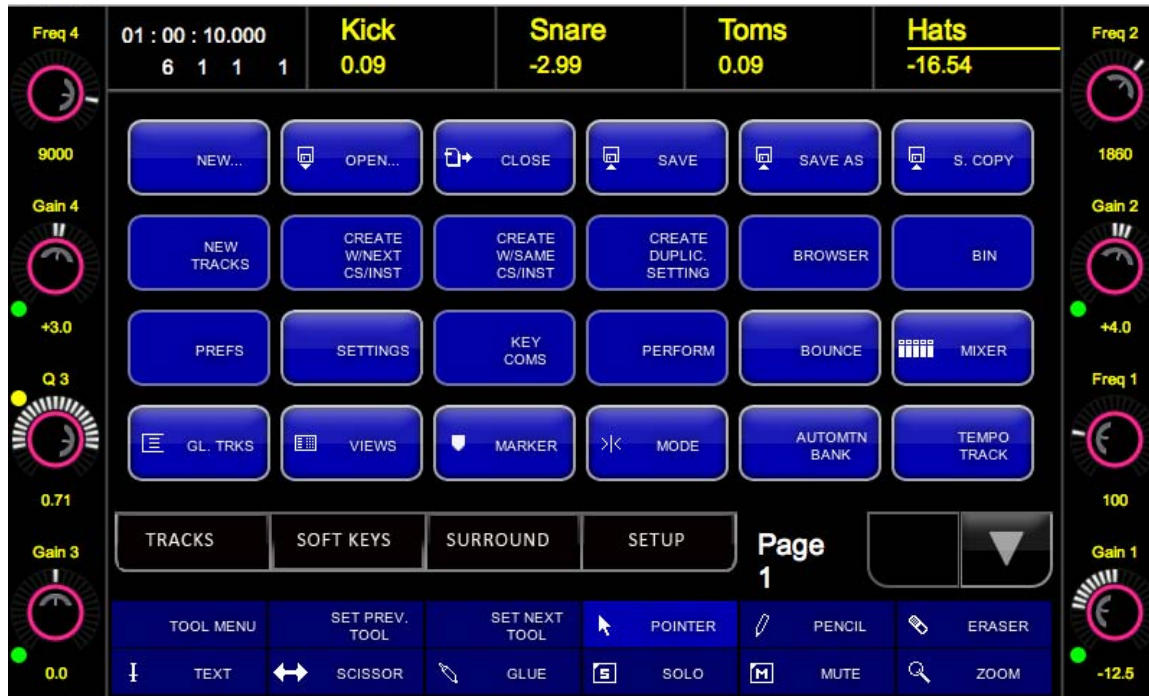 Freq 4
9000
Gain 4
+3.0
Q 3
0.71
Gain 3
0.0
01 : 00 : 10.000
6 1 1 1
Kick
0.09
Snare
-2.99
Toms
0.09
Hats
-16.54
NEW...
OPEN...
CLOSE
SAVE
SAVE AS
S. COPY
NEW
TRACKS
CREATE
W/NEXT
CS/INST
CREATE
W/SAME
CS/INST
CREATE
DUPLIC.
SETTING
BROWSER
BIN
PREFS
SETTINGS
KEY
COMS
PERFORM
BOUNCE
MIXER
GL. TRKS
VIEWS
MARKER
MODE
AUTOMTN
BANK
TEMPO
TRACK
TRACKS
SOFT KEYS
SURROUND
SETUP
Page
1
TOOL MENU
SET PREV.
TOOL
SET NEXT
TOOL
POINTER
PENCIL
ERASER
TEXT
SCISSOR
GLUE
S
SOLO
M
MUTE
ZOOM
Freq 2
1860
Gain 2
+4.0
Freq 1
100
Gain 1
-12.5